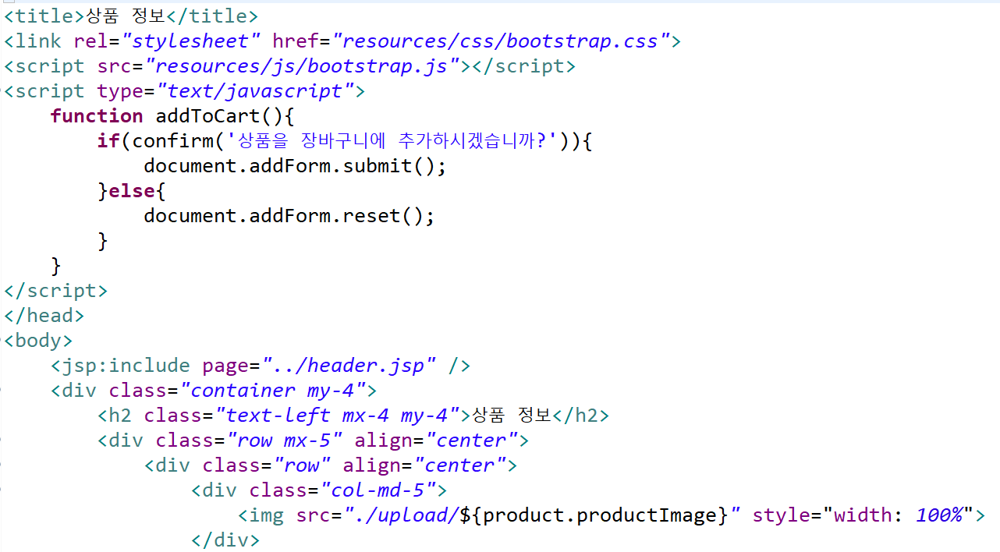 <title>상품 정보</title>
<link rel="stylesheet" href="resources/css/bootstrap.css">
<script src="resources/js/bootstrap.js"></script>
<script type="text/javascript">
    function addToCart(){
        if(confirm('상품을 장바구니에 추가하시겠습니까?')){
            document.addForm.submit();
        }else{
            document.addForm.reset();
        }
    }
</script>
</head>
<body>
    <jsp:include page="../header.jsp" />
    <div class="container my-4">
        <h2 class="text-left mx-4 my-4">상품 정보</h2>
        <div class="row mx-5" align="center">
            <div class="row" align="center">
                <div class="col-md-5">
                    <img src="./upload/${product.productImage}" style="width: 100%">
                </div>